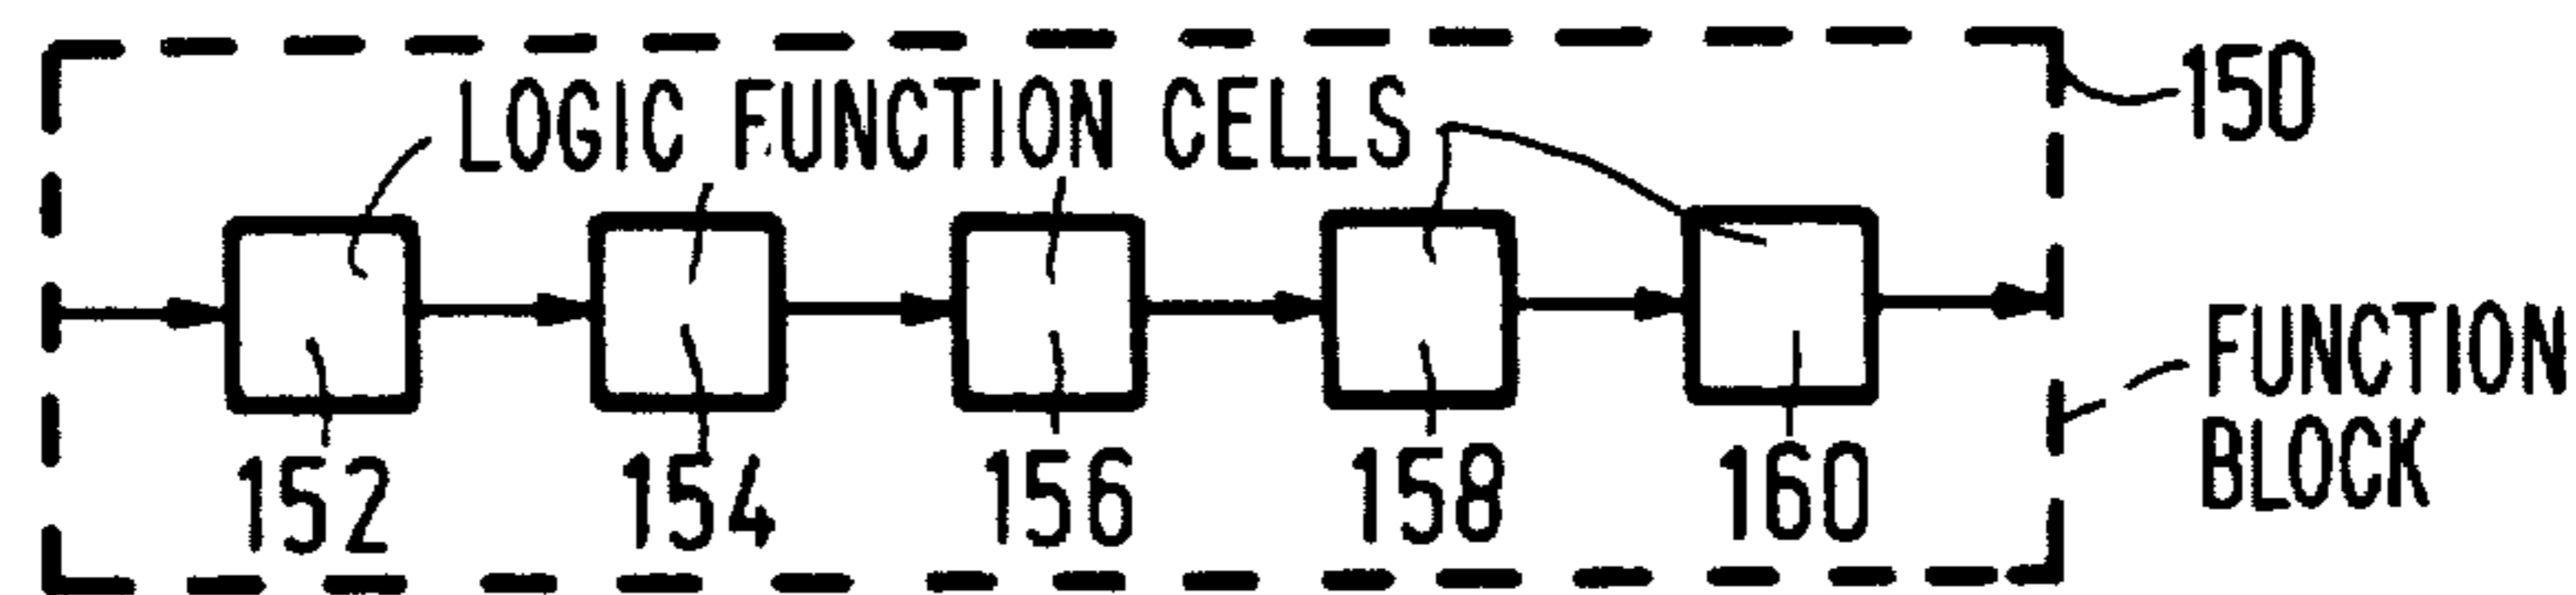 150
LOGIC FUNCTION CELLS
FUNCTION
BLOCK
152 154 156 158 160